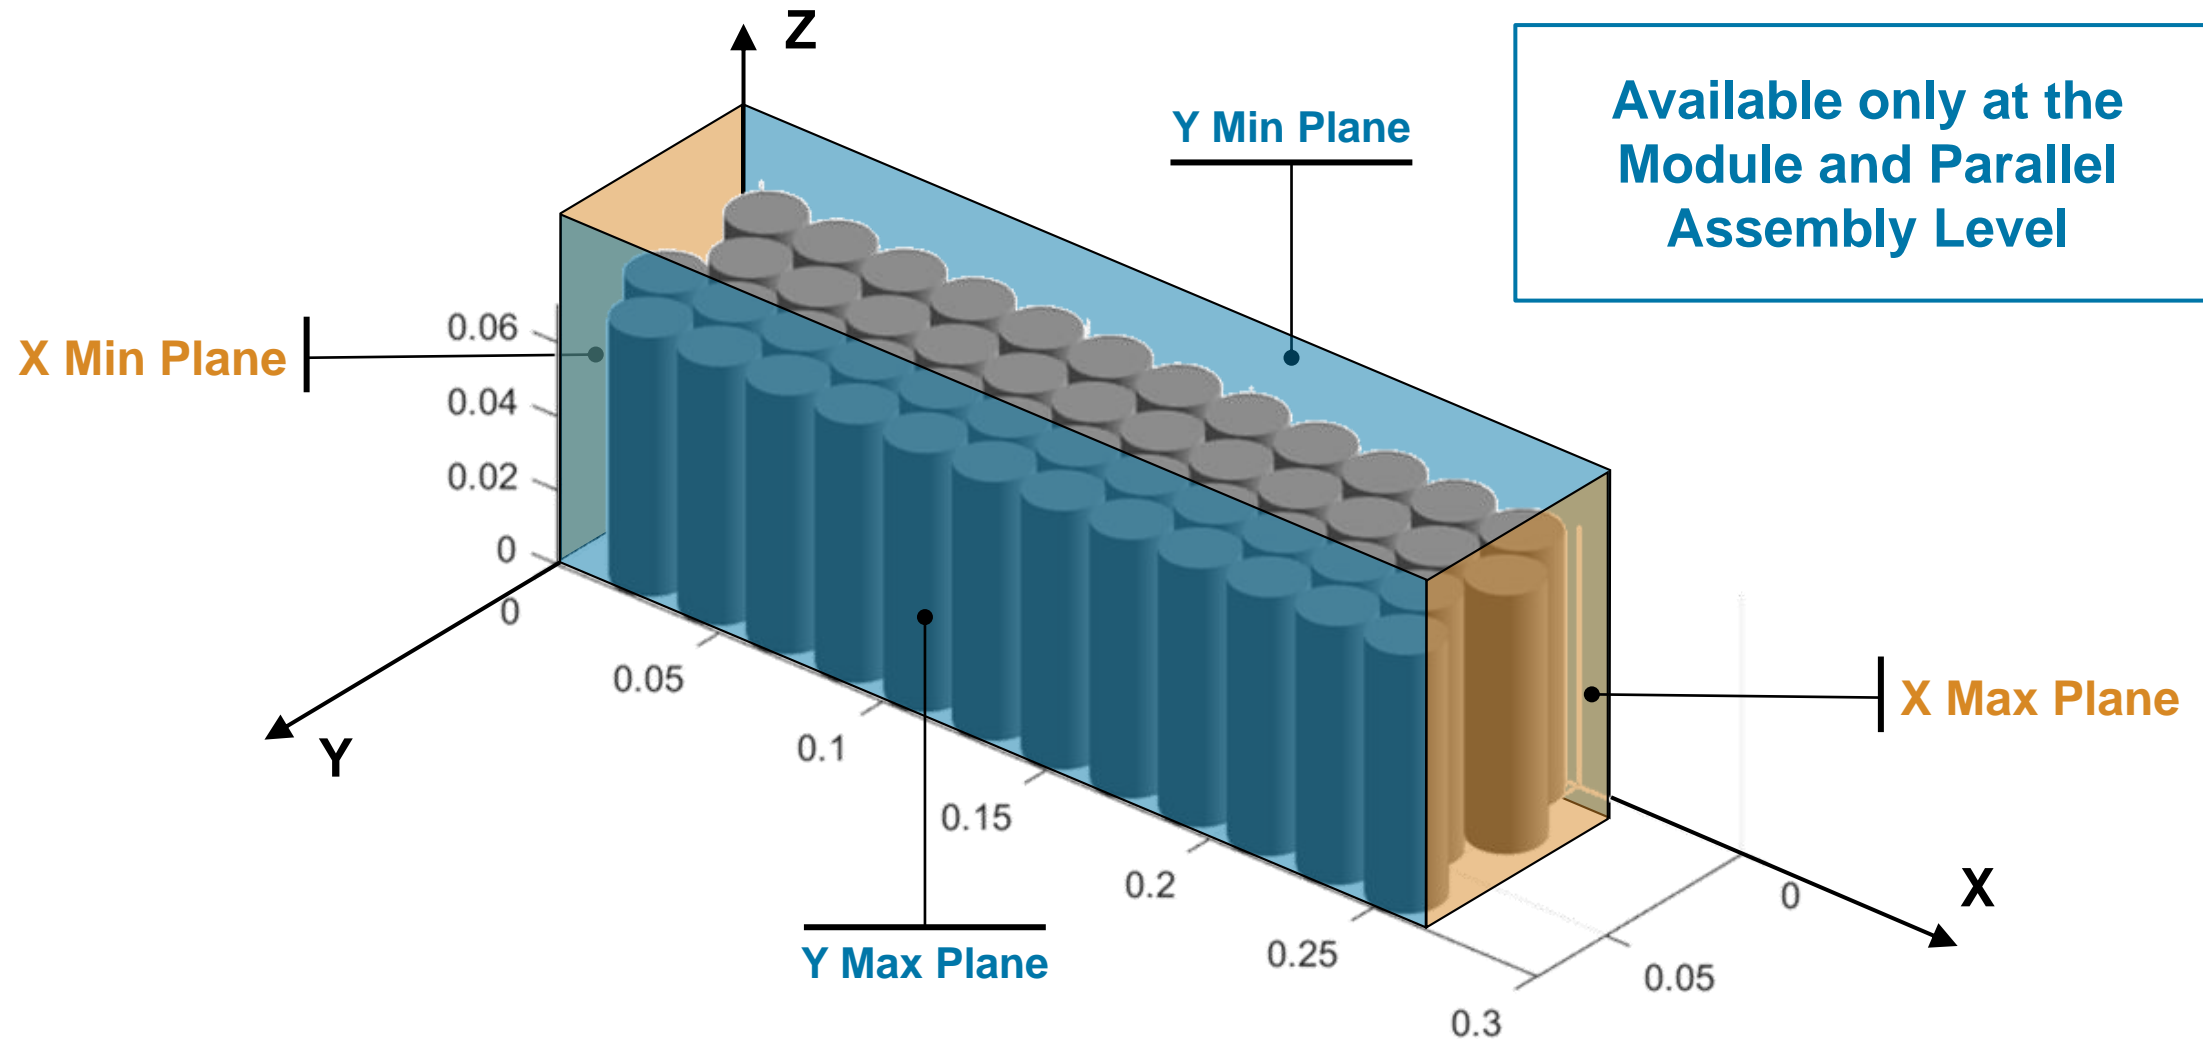 Z
Available only at the
Module and Parallel
Assembly Level
Y Min Plane
X Min Plane
0.06
0.04
0.02
0
0
0.05
0.1
0.15
0.2
0.25
0.3
0.05
0
X Max Plane
X
Y
Y Max Plane